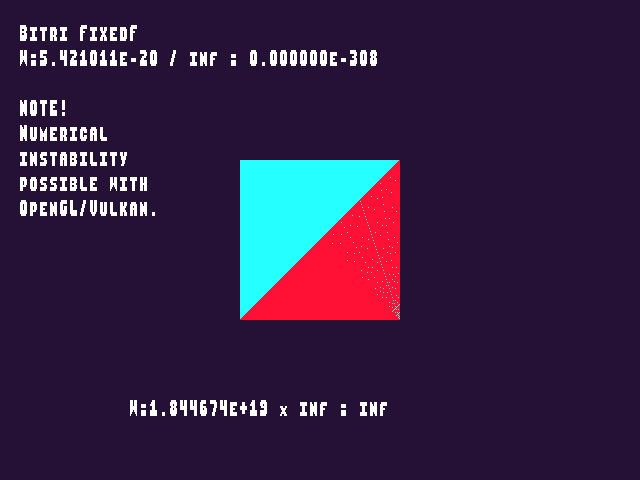 Bitri FixedF
W:5.421011E-20 / inf : 0.000000E-308
NOTE!
Numerical
instability
possible with
OpenGL/Vulkan.
W:1.844674E+19 x inf : inf